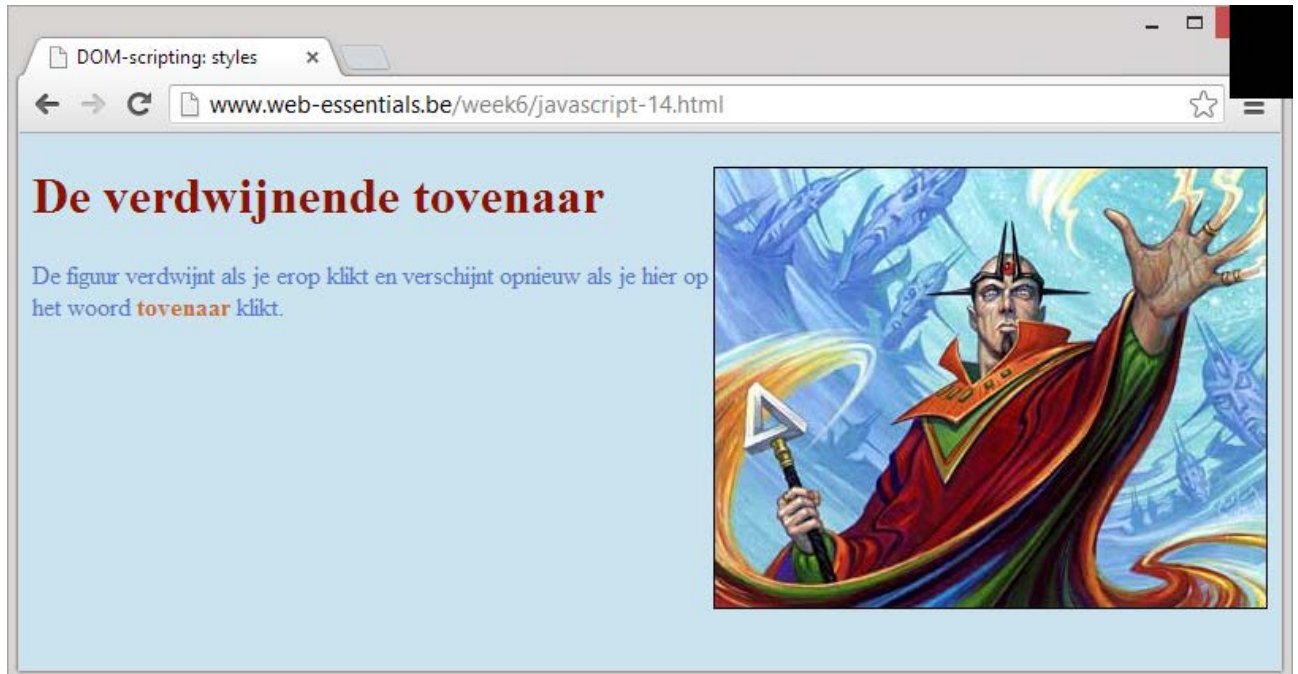 DOM-scripting: styles
www.web-essentials.be/week6/javascript-14.html
De verdwijnende tovenaar
De figuur verdwijnt als je erop klikt en verschijnt opnieuw als je hier op
het woord tovenaar klikt.